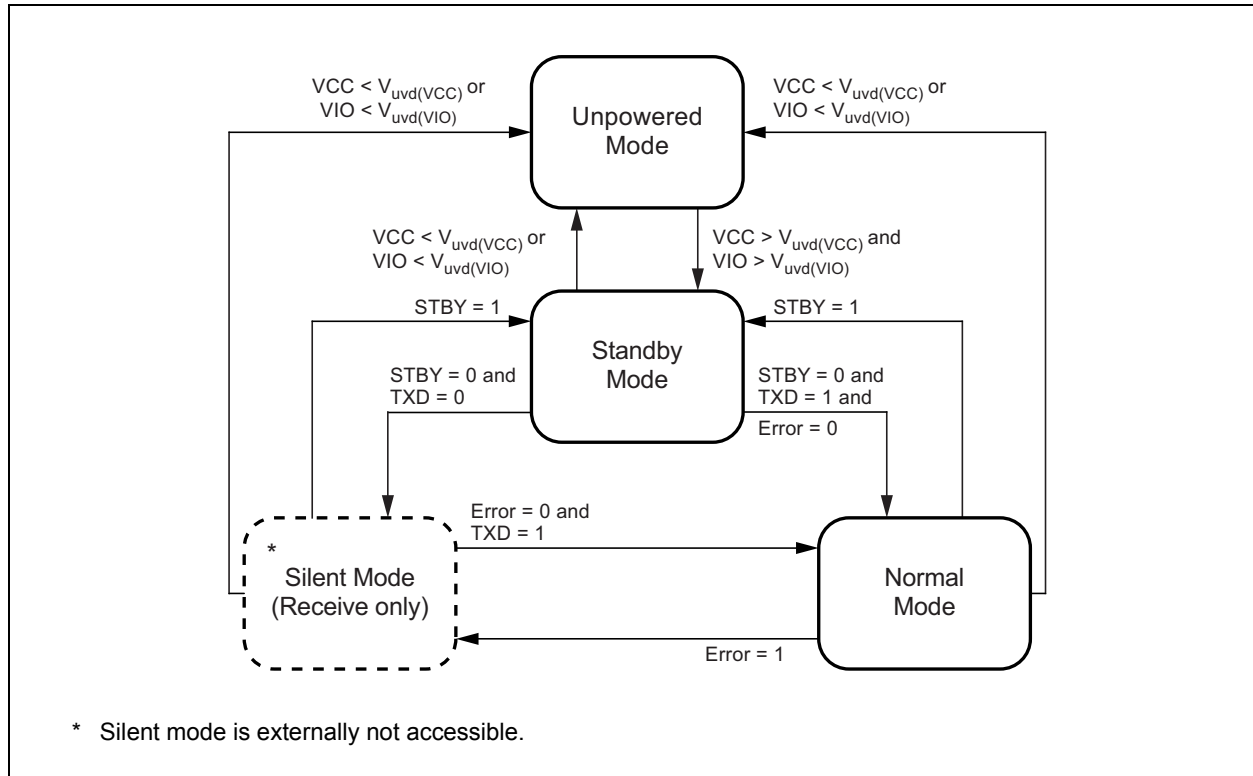 VCC < Vuvd(VCC) or
VIO < Vuvd(VIO)
Unpowered
Mode
VCC < Vuvd(VCC) or
VIO < Vuvd(VIO)
VCC < Vuvd(VCC) or
VIO < Vuvd(VIO)
VCC > Vuvd(VCC) and
VIO > Vuvd(VIO)
STBY = 1
Standby
Mode
STBY = 1
STBY = 0 and
TXD = 0
STBY = 0 and
TXD = 1 and
Error = 0
Error = 0 and
TXD = 1
*
Silent Mode
(Receive only)
Normal
Mode
Error = 1
* Silent mode is externally not accessible.